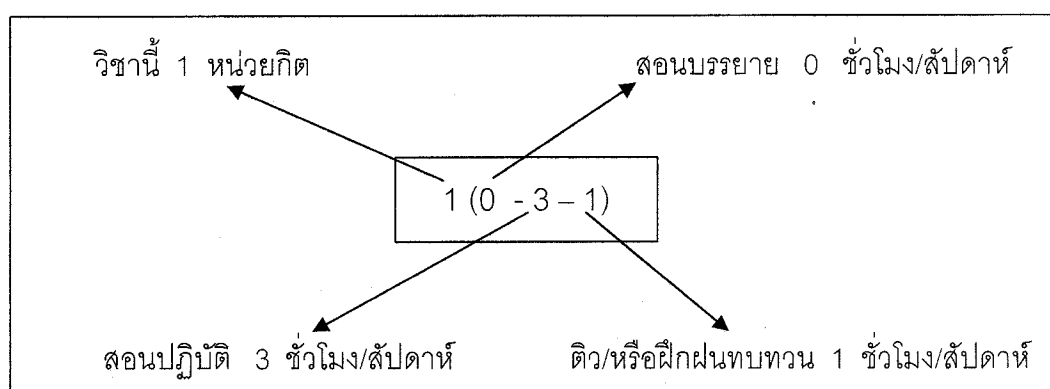 วิชานี้ 1 หน่วยกิต
สอนบรรยาย 0 ชั่วโมง/สัปดาห์
1 (0 - 3 – 1)
สอนปฏิบัติ 3 ชั่วโมง/สัปดาห์
ติว/หรือฝึกฝนทบทวน 1 ชั่วโมง/สัปดาห์